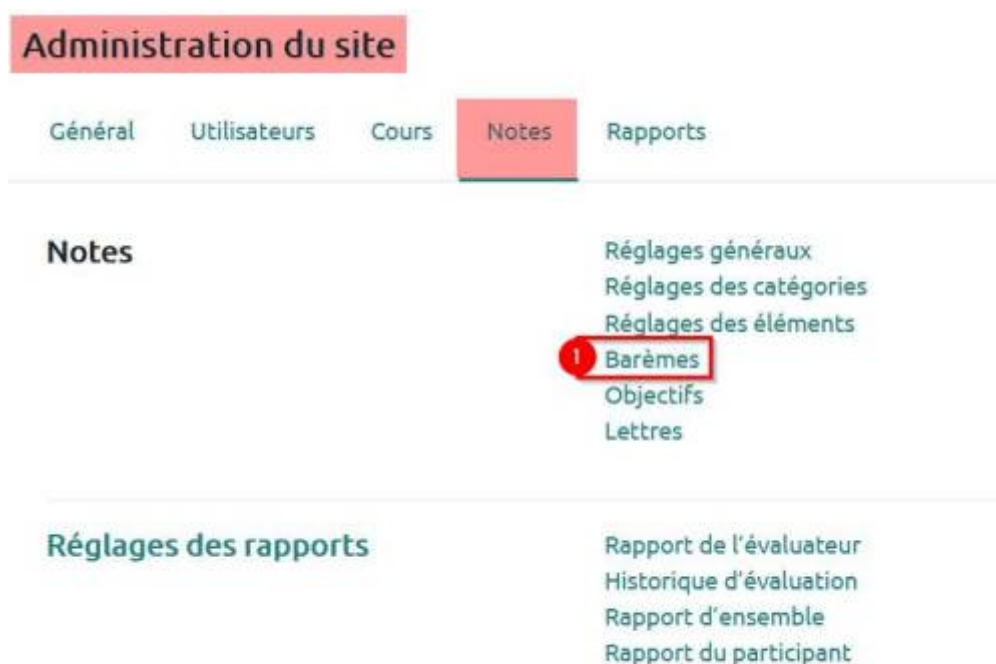 Administration du site
Général Utilisateurs Cours Notes Rapports
Notes
Réglages généraux
Réglages des catégories
Réglages des éléments
1 Barèmes
Objectifs
Lettres
Réglages des rapports
Rapport de l'évaluateur
Historique d'évaluation
Rapport d'ensemble
Rapport du participant